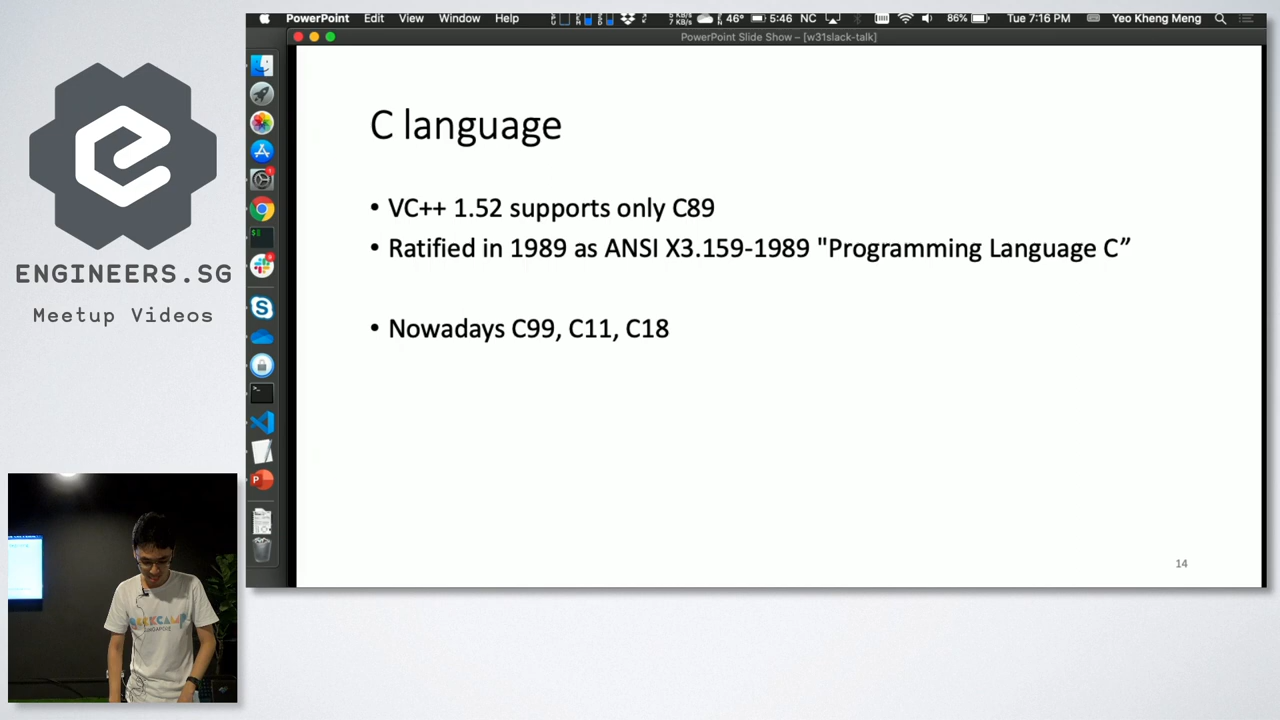 PowerPoint Edit View Window Help 46° 5:46 NC 86% Tue 7:16 PM Yeo Kheng Meng
PowerPoint Slide Show – [w31slack-talk]
ENGINEERS.SG
Meetup Videos
C language
• VC++ 1.52 supports only C89
• Ratified in 1989 as ANSI X3.159-1989 "Programming Language C”
• Nowadays C99, C11, C18
14